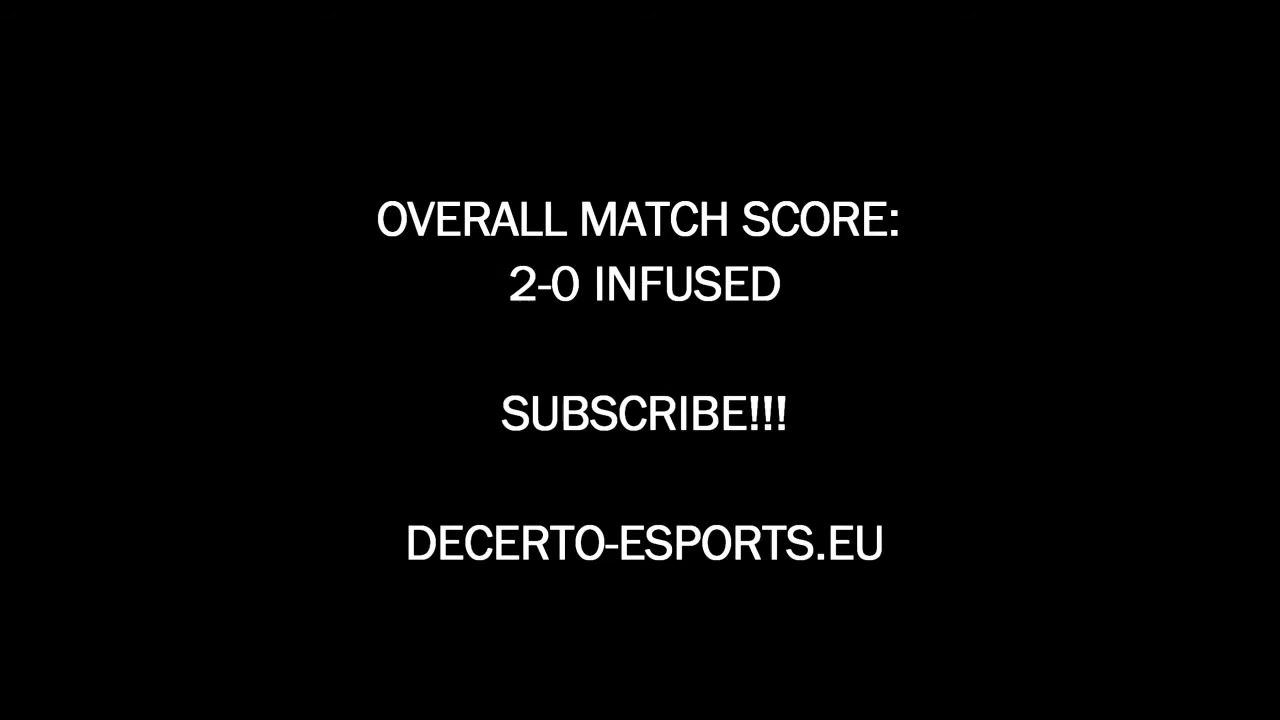 OVERALL MATCH SCORE:
2-0 INFUSED
SUBSCRIBE!!!
DECERTO-ESPORTS.EU